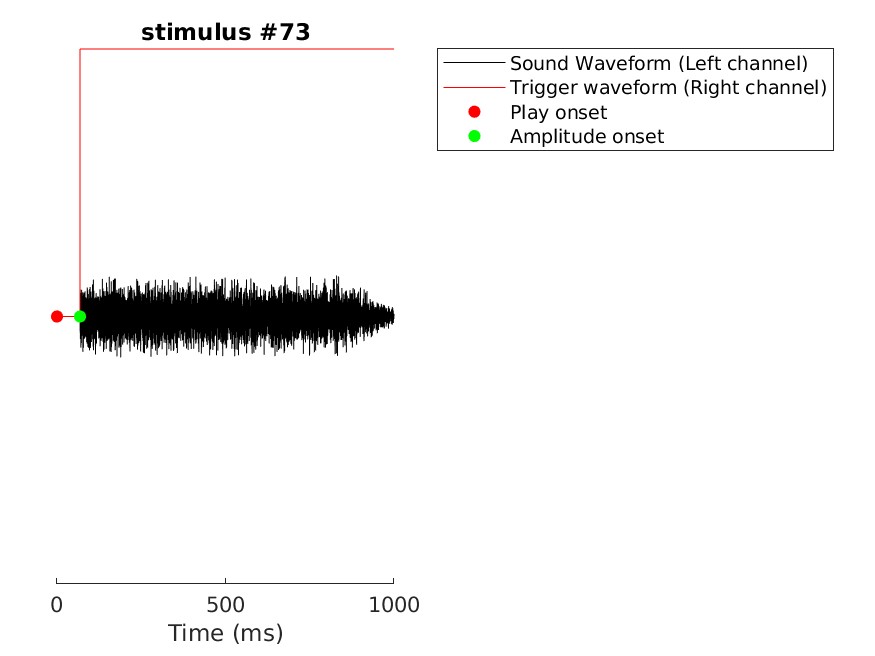 stimulus #73
Sound Waveform (Left channel)
Trigger waveform (Right channel)
Play onset
Amplitude onset
0 500 1000
Time (ms)